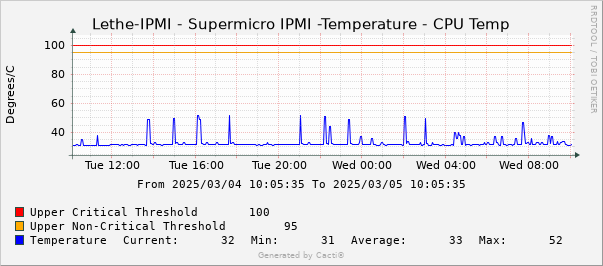 Lethe-IPMI - Supermicro IPMI -Temperature - CPU Temp
RRDTOOL / TOBI OETIKER
Degrees/C
100
80
60
40
Tue 12:00 Tue 16:00 Tue 20:00 Wed 00:00 Wed 04:00 Wed 08:00
From 2025/03/04 10:05:35 To 2025/03/05 10:05:35
Upper Critical Threshold 100
Upper Non-Critical Threshold 95
Temperature Current: 32 Min: 31 Average: 33 Max: 52
Generated by Cacti®